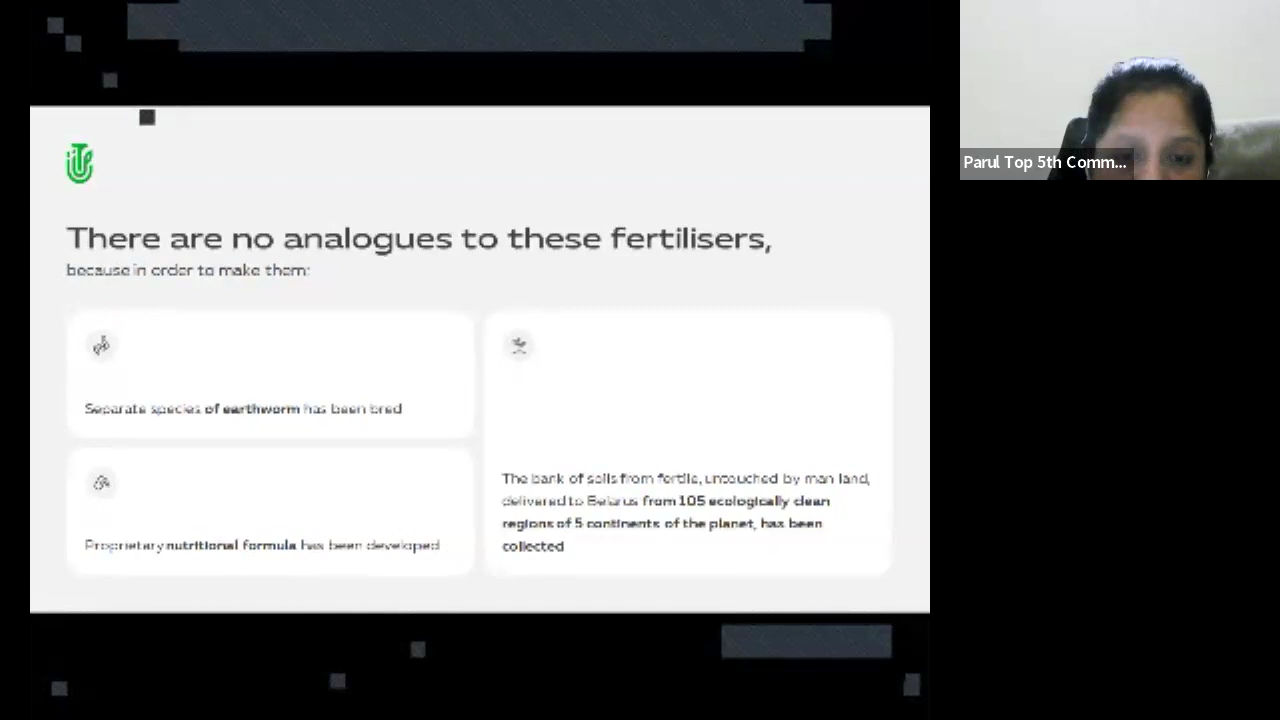 There are no analogues to these fertilisers,
because in order to make them:
Separate species of earthworm has been bred
Proprietary nutritional formula has been developed
The bank of soils from fertile, untouched by man land,
delivered to Belarus from 105 ecologically clean
regions of 5 continents of the planet, has been
collected
Parul Top 5th Comm...